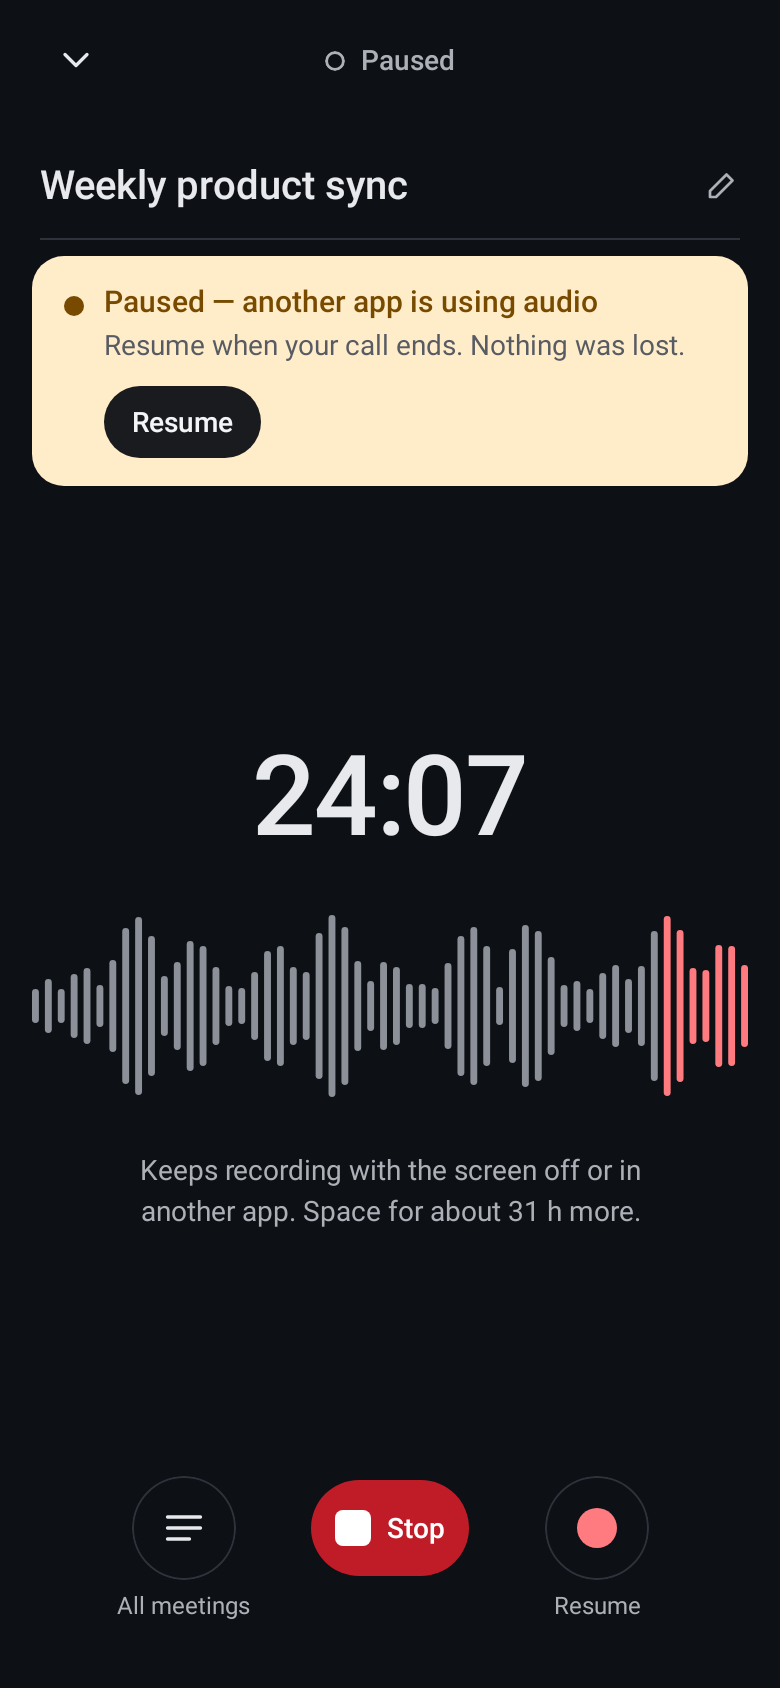 Paused
Weekly product sync
Paused — another app is using audio
Resume when your call ends. Nothing was lost.
Resume
24:07
Keeps recording with the screen off or in
another app. Space for about 31 h more.
Stop
All meetings
Resume